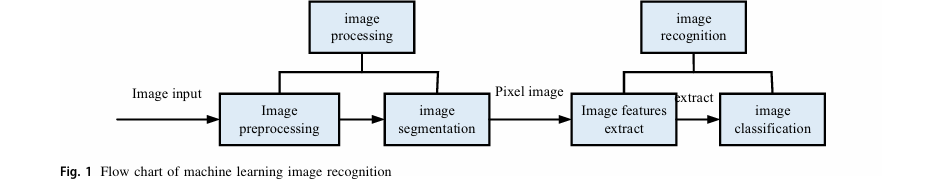 image
processing
image
recognition
Image input
Image
preprocessing
image
segmentation
Pixel image
Image features
extract
extract
image
classification
Fig. 1 Flow chart of machine learning image recognition